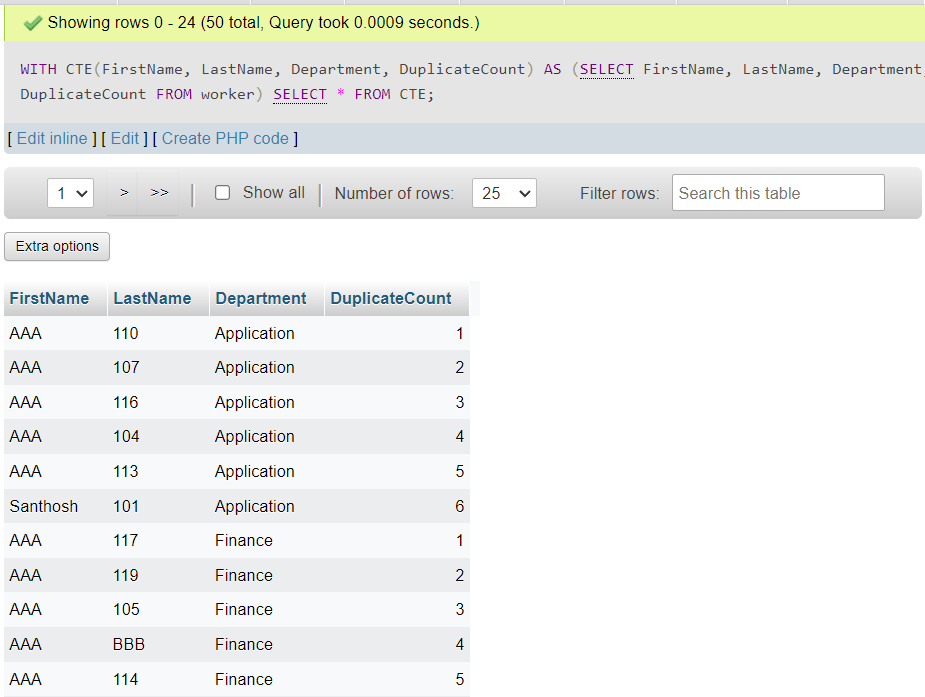 Showing rows 0 - 24 (50 total, Query took 0.0009 seconds.)
WITH CTE(FirstName, LastName, Department, DuplicateCount) AS (SELECT FirstName, LastName, Department,
DuplicateCount FROM worker) SELECT * FROM CTE;
[ Edit inline ] [ Edit ] [ Create PHP code ]
1 > >> | Show all | Number of rows: 25 Filter rows: Search this table
Extra options
FirstName LastName Department DuplicateCount
AAA 110 Application 1
AAA 107 Application 2
AAA 116 Application 3
AAA 104 Application 4
AAA 113 Application 5
Santhosh 101 Application 6
AAA 117 Finance 1
AAA 119 Finance 2
AAA 105 Finance 3
AAA BBB Finance 4
AAA 114 Finance 5